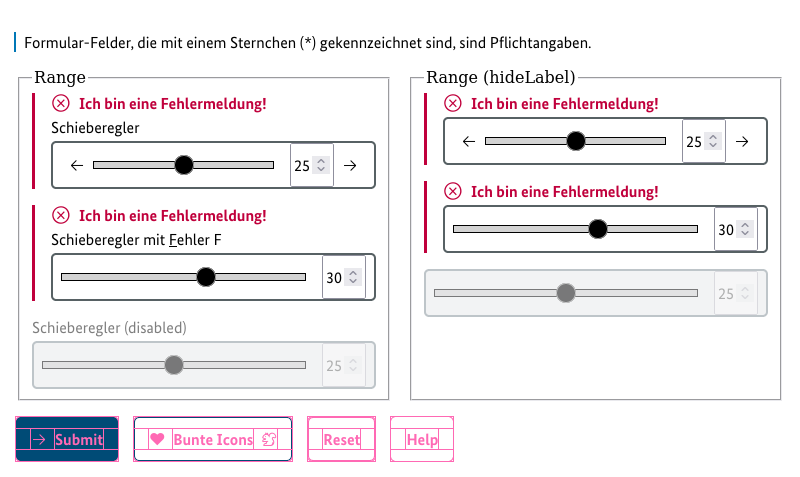 Formular-Felder, die mit einem Sternchen (*) gekennzeichnet sind, sind Pflichtangaben.
Range
Ich bin eine Fehlermeldung!
Schieberegler
25
Ich bin eine Fehlermeldung!
Schieberegler mit Fehler F
30
Schieberegler (disabled)
25
Range (hideLabel)
Ich bin eine Fehlermeldung!
25
Ich bin eine Fehlermeldung!
30
25
Submit Bunte Icons Reset Help